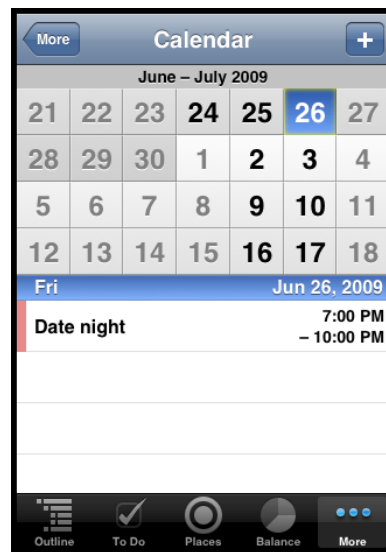 More Calendar +
June – July 2009
21 22 23 24 25 26 27
28 29 30 1 2 3 4
5 6 7 8 9 10 11
12 13 14 15 16 17 18
Fri Jun 26, 2009
Date night 7:00 PM
– 10:00 PM
Outline To Do Places Balance More